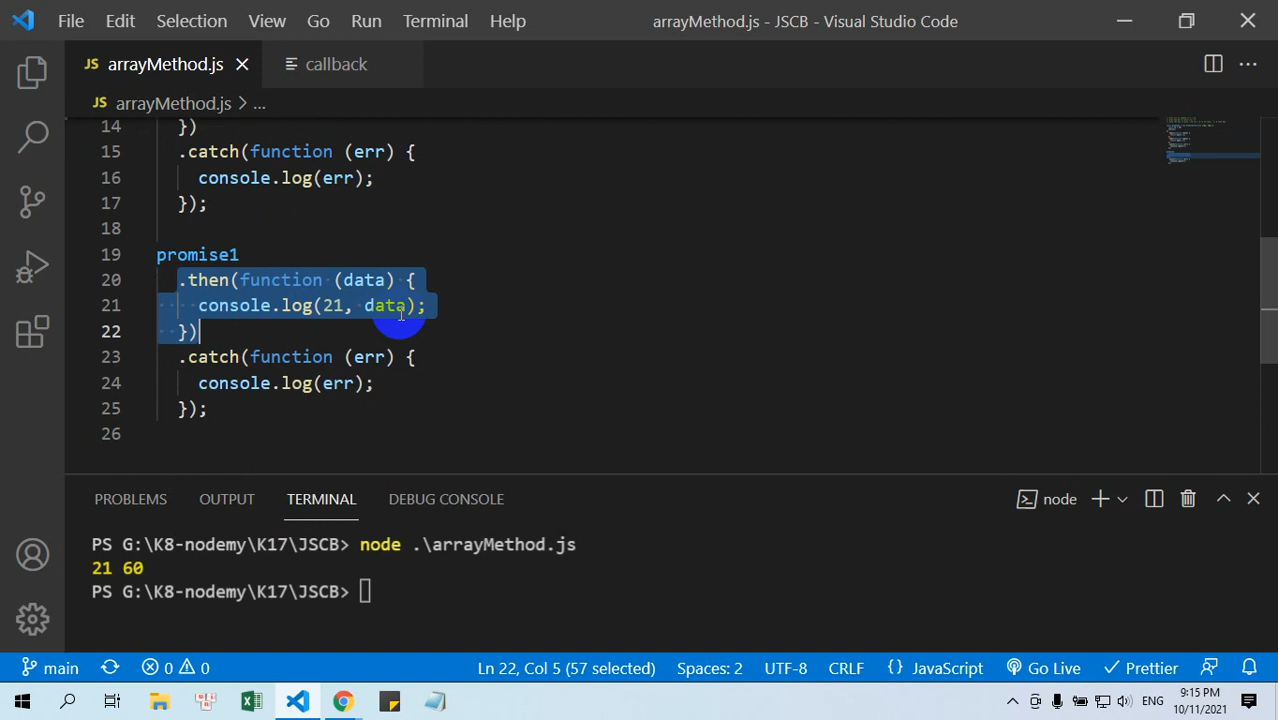 File Edit Selection View Go Run Terminal Help arrayMethod.js - JSCB - Visual Studio Code
JS arrayMethod.js callback
JS arrayMethod.js > ...
14 })
15 .catch(function (err) {
16 console.log(err);
17 });
18
19 promise1
20 .then(function (data) {
21 console.log(21, data);
22 })
23 .catch(function (err) {
24 console.log(err);
25 });
26
PROBLEMS OUTPUT TERMINAL DEBUG CONSOLE node
PS G:\K8-nodemy\K17\JSCB> node .\arrayMethod.js
21 60
PS G:\K8-nodemy\K17\JSCB>
main 0 0 Ln 22, Col 5 (57 selected) Spaces: 2 UTF-8 CRLF {} JavaScript Go Live Prettier
ENG 9:15 PM
10/11/2021